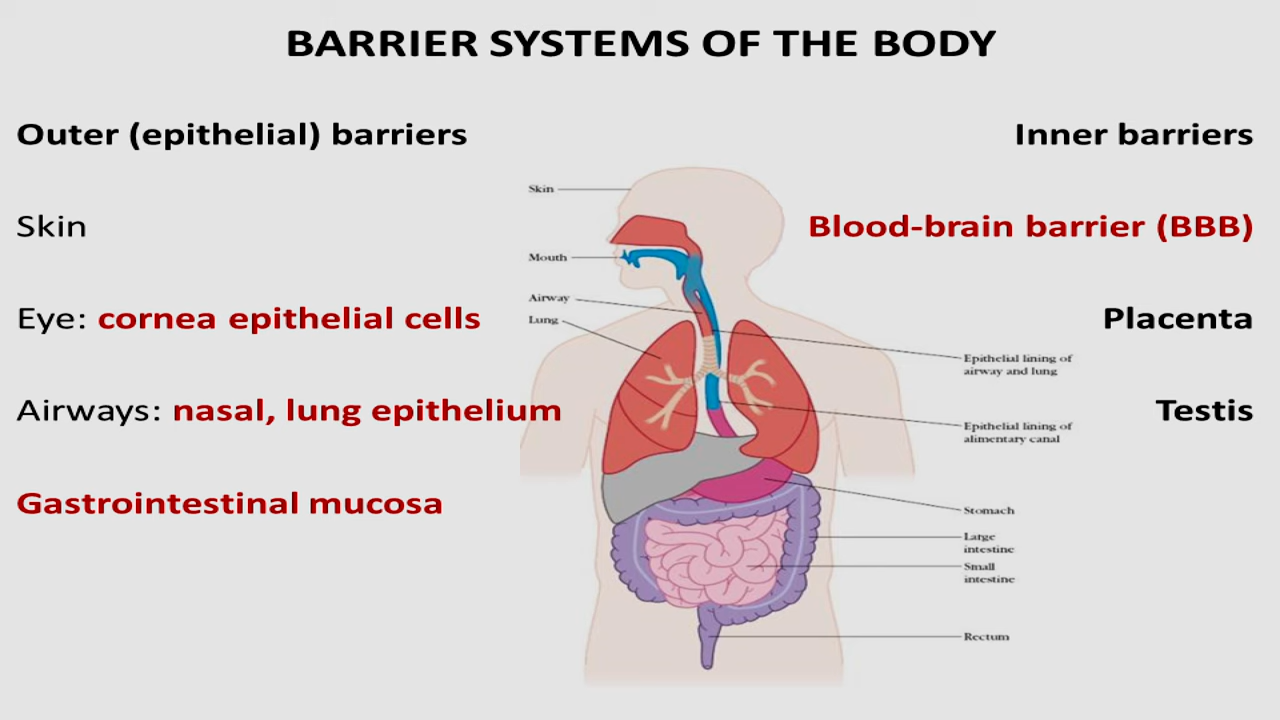 BARRIER SYSTEMS OF THE BODY
Outer (epithelial) barriers
Skin
Eye: cornea epithelial cells
Airways: nasal, lung epithelium
Gastrointestinal mucosa
Inner barriers
Blood-brain barrier (BBB)
Placenta
Testis
Skin
Mouth
Airway
Lung
Epithelial lining of
airway and lung
Epithelial lining of
alimentary canal
Stomach
Large
intestine
Small
intestine
Rectum